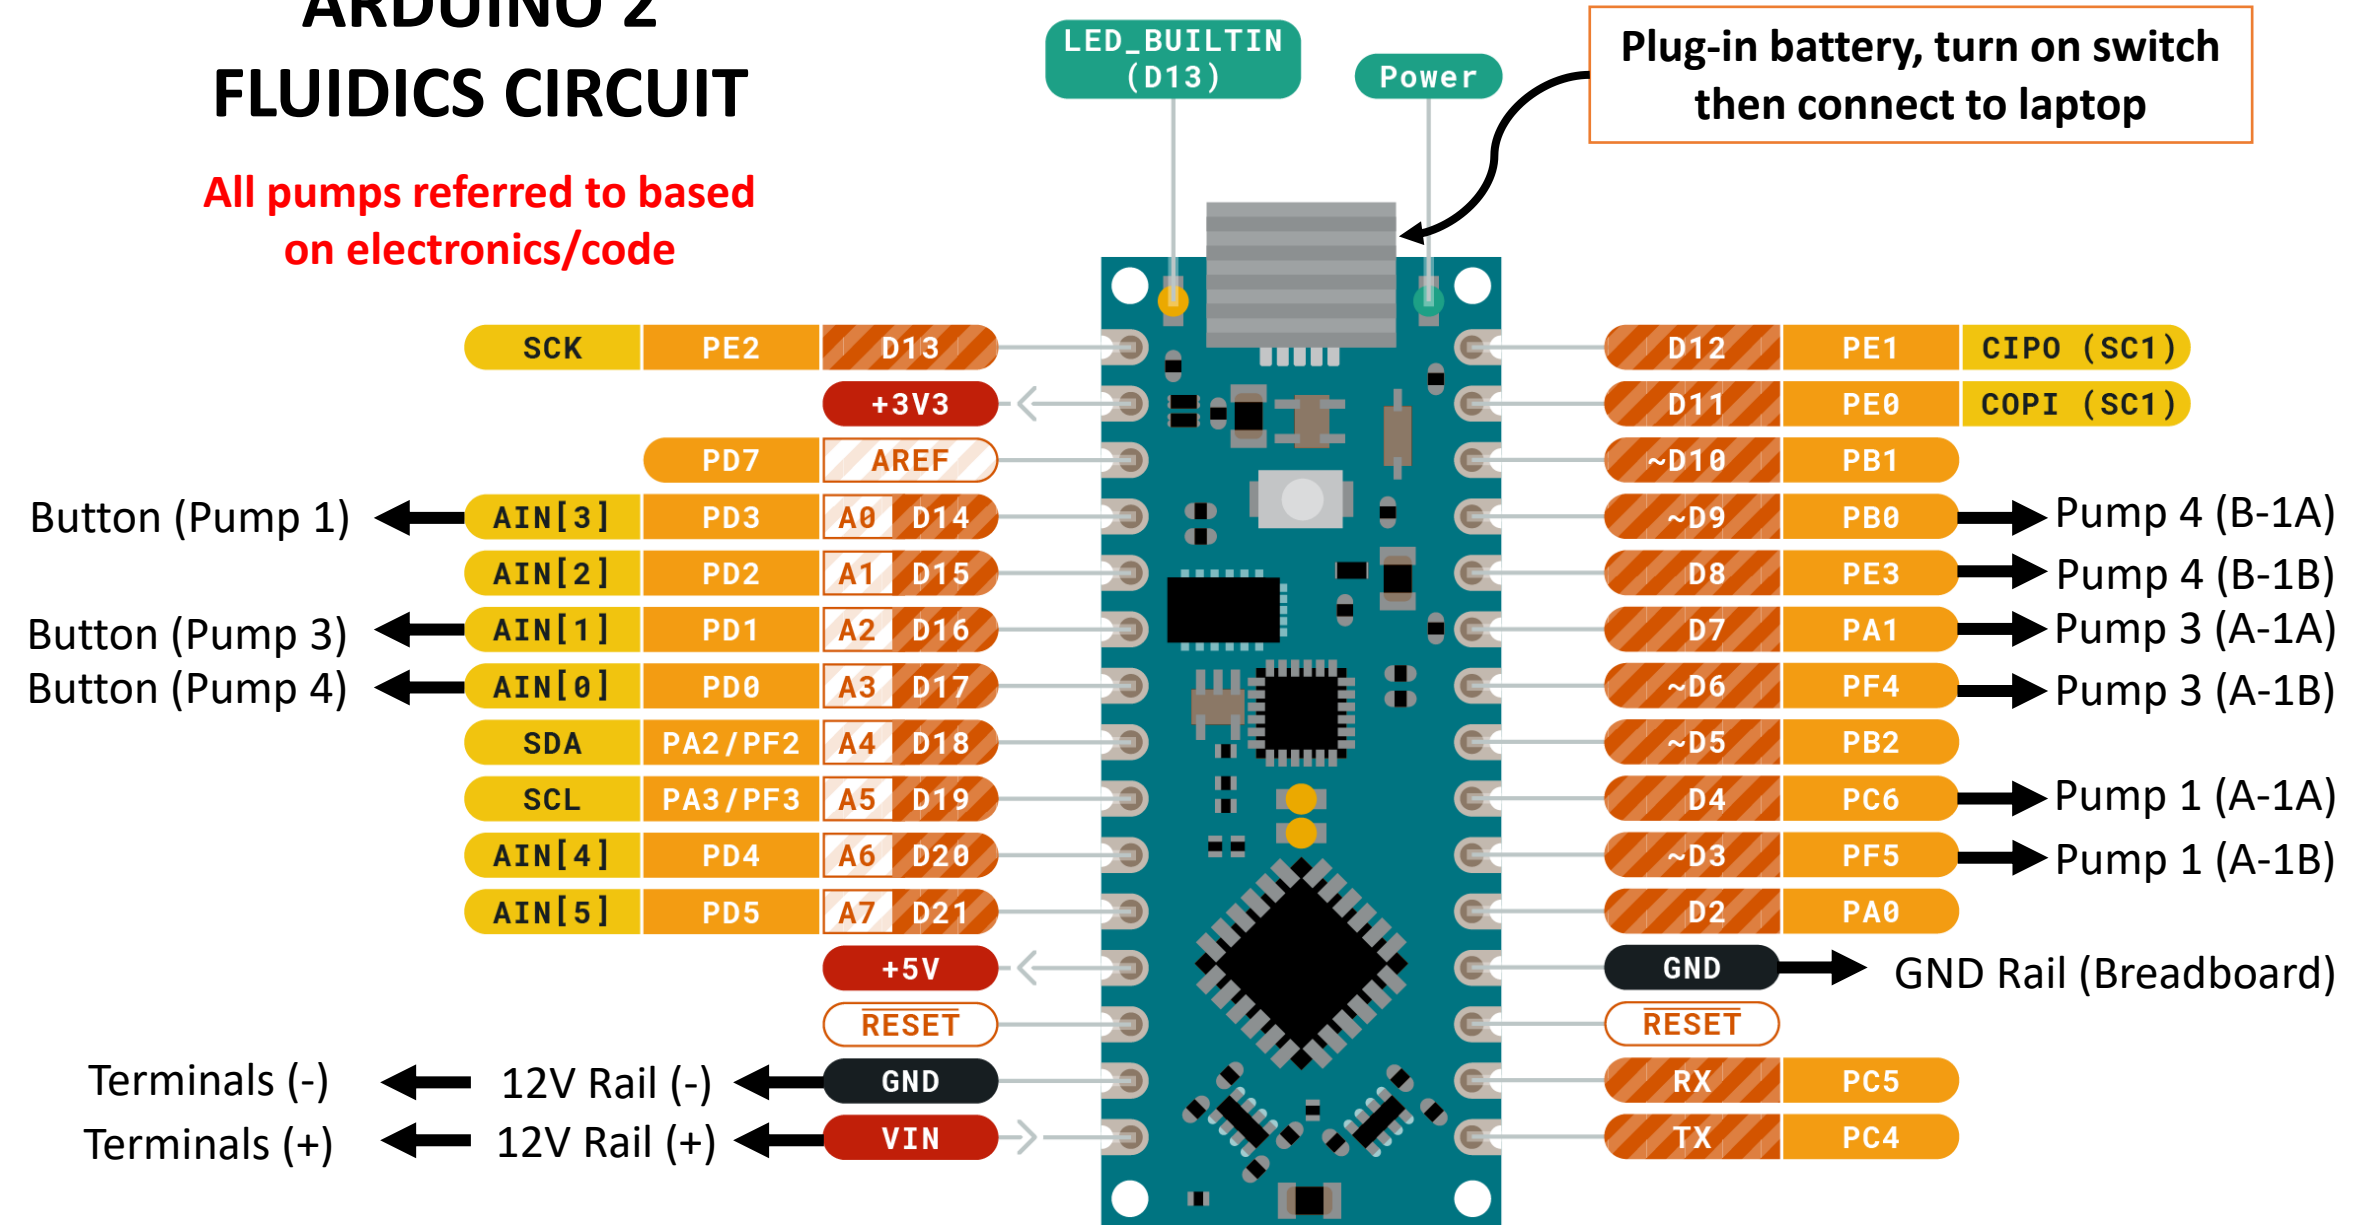 ARDUINO 2
FLUIDICS CIRCUIT
All pumps referred to based
on electronics/code
LED_BUILTIN
(D13)
Power
Plug-in battery, turn on switch
then connect to laptop
SCK PE2 D13
+3V3
PD7 AREF
Button (Pump 1) AIN[3] PD3 A0 D14
AIN[2] PD2 A1 D15
Button (Pump 3) AIN[1] PD1 A2 D16
Button (Pump 4) AIN[0] PD0 A3 D17
SDA PA2/PF2 A4 D18
SCL PA3/PF3 A5 D19
AIN[4] PD4 A6 D20
AIN[5] PD5 A7 D21
+5V
RESET
Terminals (-) 12V Rail (-) GND
Terminals (+) 12V Rail (+) VIN
D12 PE1 CIPO (SC1)
D11 PE0 COPI (SC1)
~D10 PB1
~D9 PB0 Pump 4 (B-1A)
D8 PE3 Pump 4 (B-1B)
D7 PA1 Pump 3 (A-1A)
~D6 PF4 Pump 3 (A-1B)
~D5 PB2
D4 PC6 Pump 1 (A-1A)
~D3 PF5 Pump 1 (A-1B)
D2 PA0
GND GND Rail (Breadboard)
RESET
RX PC5
TX PC4